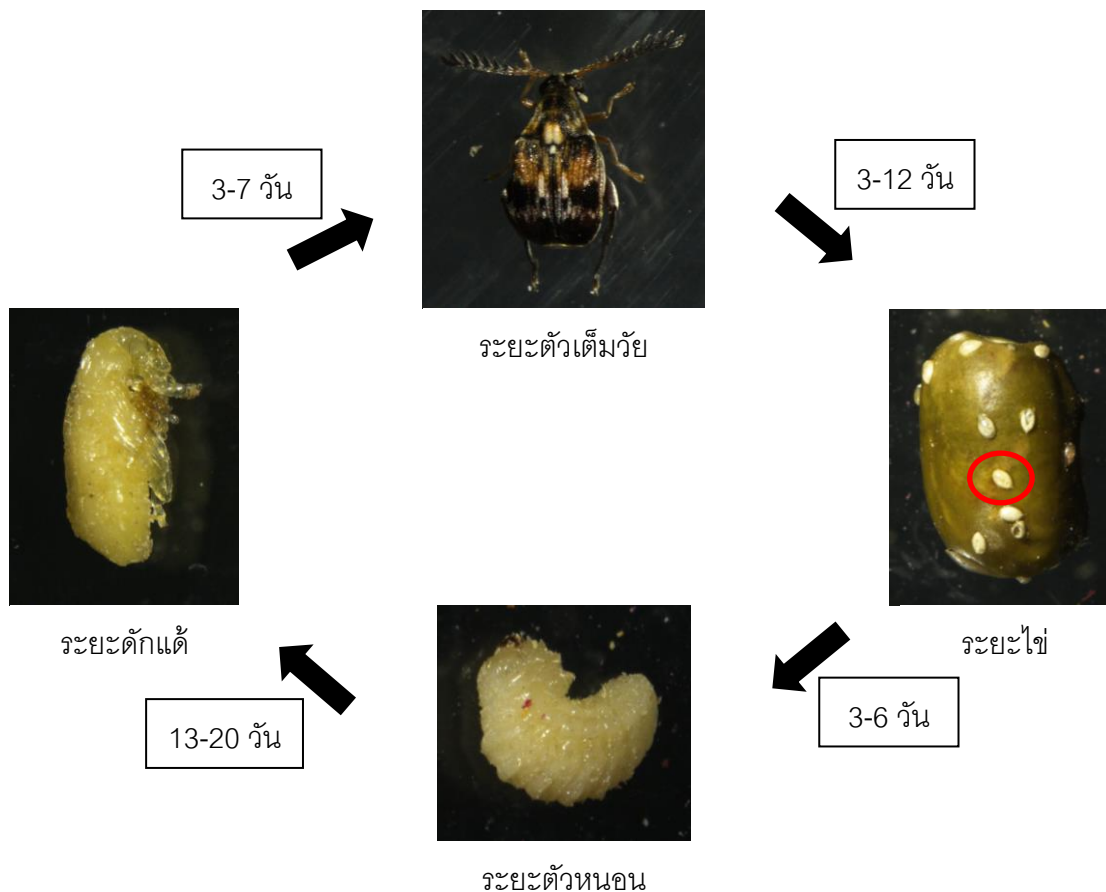 3-7 วัน
3-12 วัน
ระยะตัวเต็มวัย
ระยะดักแด้
ระยะไข่
13-20 วัน
3-6 วัน
ระยะตัวหนอน